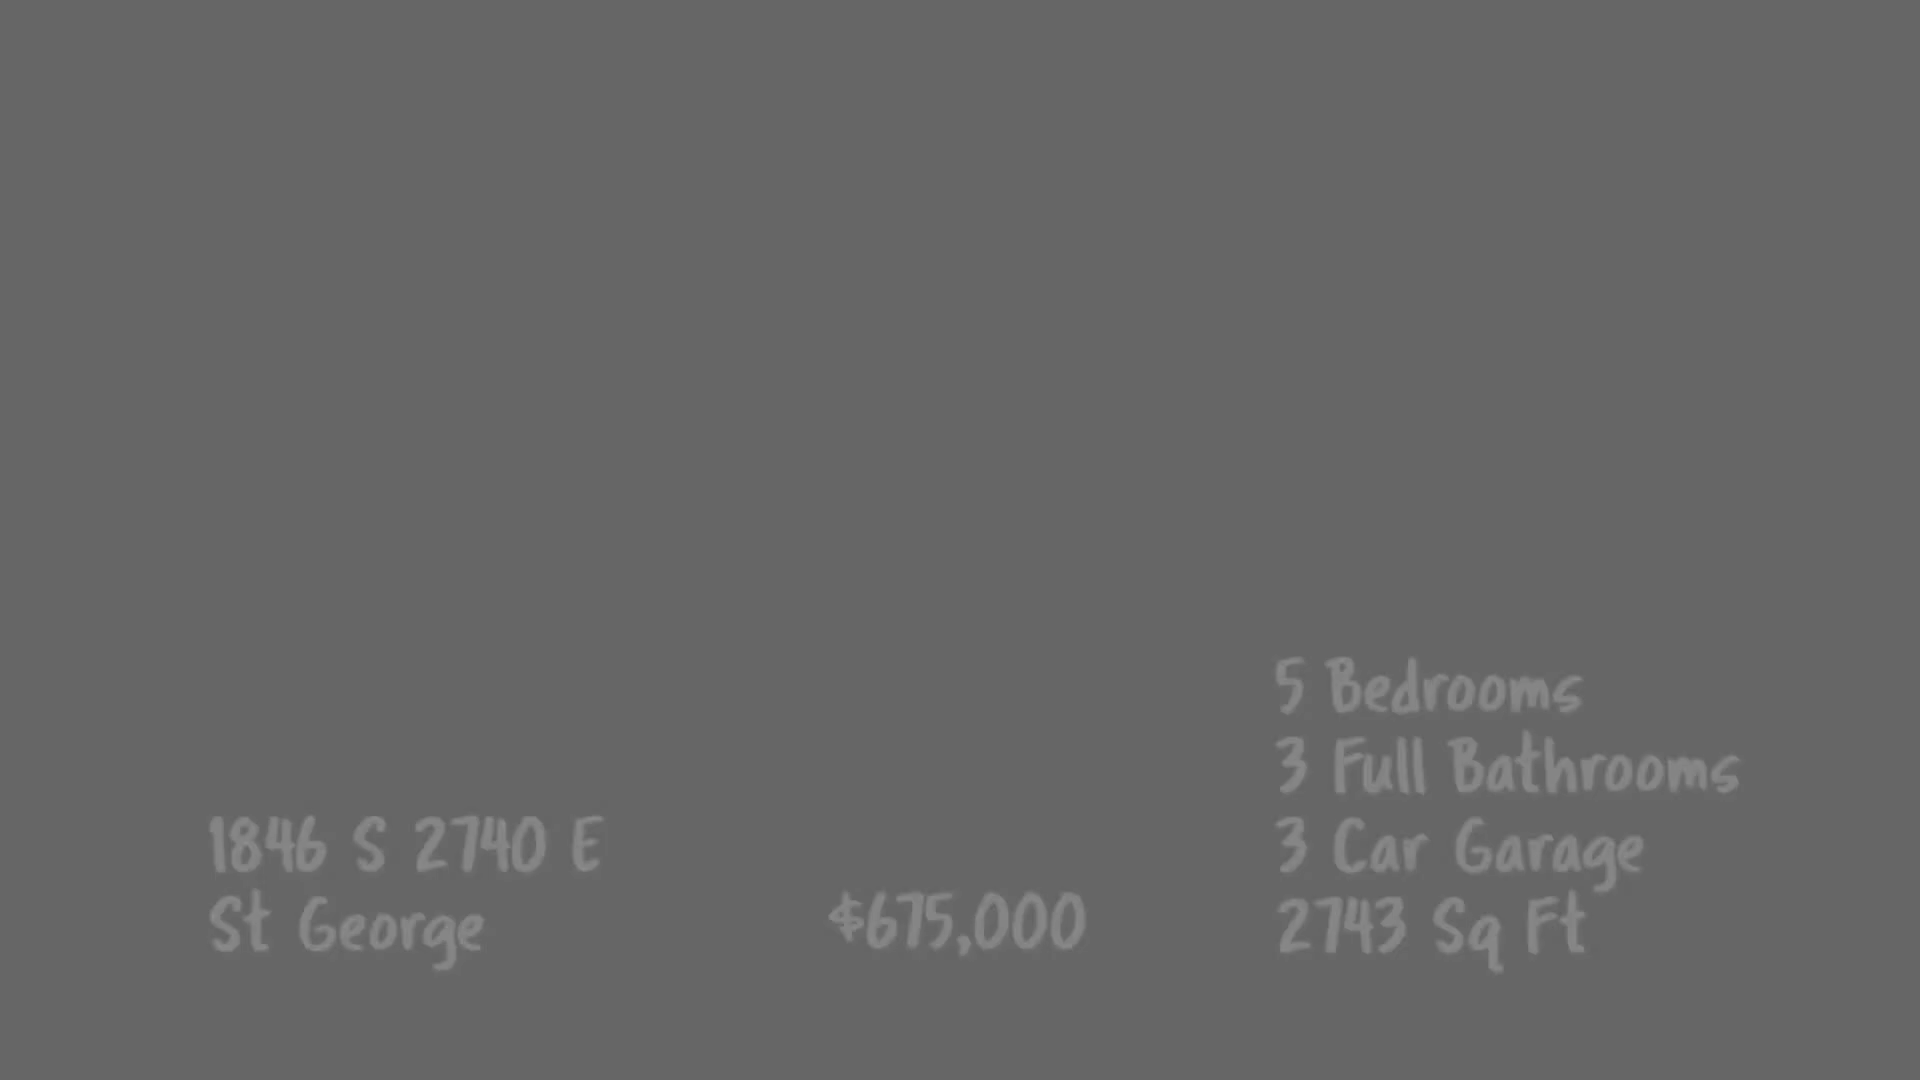 1846 S 2740 E
St George
$675,000
5 Bedrooms
3 Full Bathrooms
3 Car Garage
2743 Sq Ft